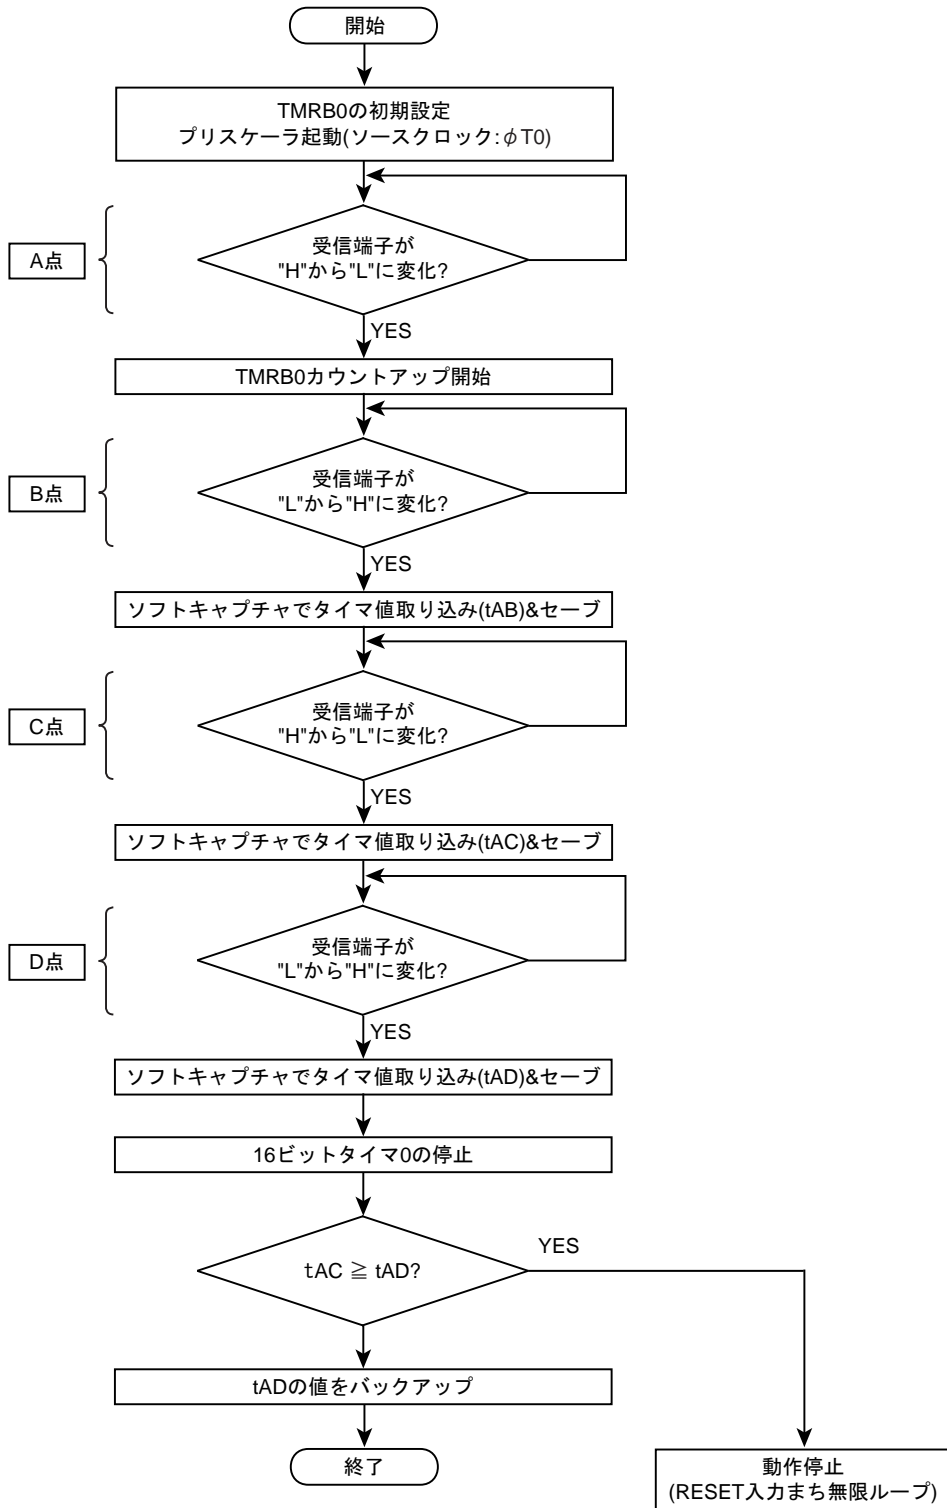 開始
TMRB0の初期設定
プリスケーラ起動(ソースクロック:φT0)
A点
受信端子が
"H"から"L"に変化?
YES
TMRB0カウントアップ開始
B点
受信端子が
"L"から"H"に変化?
YES
ソフトキャプチャでタイマ値取り込み(tAB)&セーブ
C点
受信端子が
"H"から"L"に変化?
YES
ソフトキャプチャでタイマ値取り込み(tAC)&セーブ
D点
受信端子が
"L"から"H"に変化?
YES
ソフトキャプチャでタイマ値取り込み(tAD)&セーブ
16ビットタイマ0の停止
tAC ≧ tAD?
YES
tADの値をバックアップ
終了
動作停止
(RESET入力まち無限ループ)